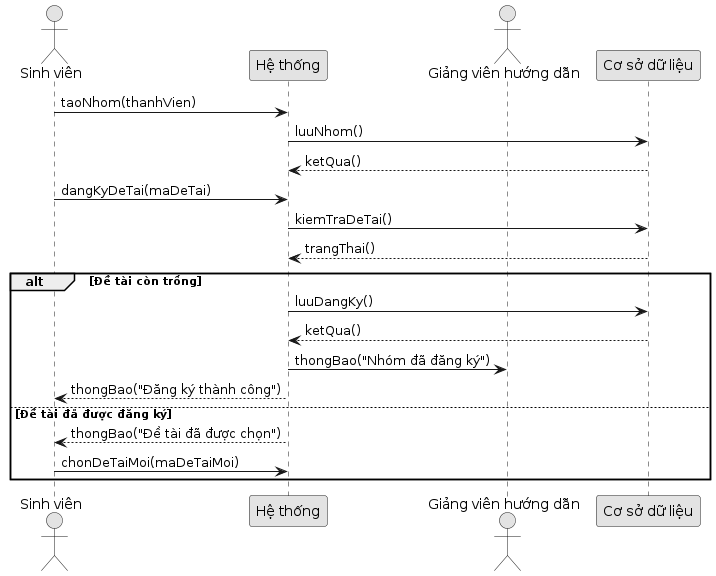 Sinh viên
Hệ thống
Giảng viên hướng dẫn
Cơ sở dữ liệu
taoNhom(thanhVien)
luuNhom()
ketQua()
dangKyDeTai(maDeTai)
kiemTraDeTai()
trangThai()
alt [Đề tài còn trống]
luuDangKy()
ketQua()
thongBao("Nhóm đã đăng ký")
thongBao("Đăng ký thành công")
[Đề tài đã được đăng ký]
thongBao("Đề tài đã được chọn")
chonDeTaiMoi(maDeTaiMoi)
Sinh viên
Hệ thống
Giảng viên hướng dẫn
Cơ sở dữ liệu